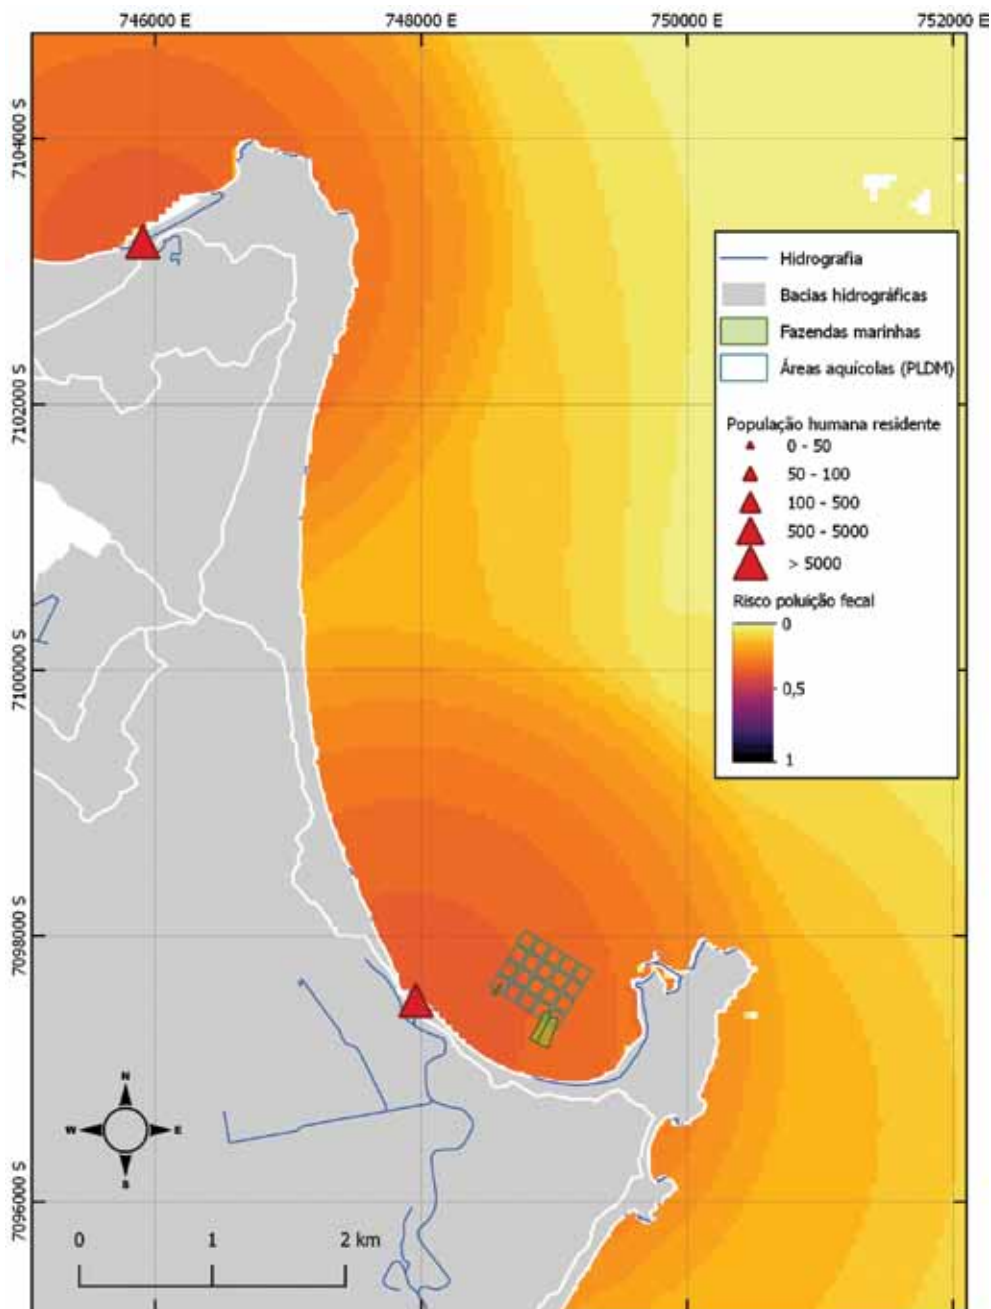 746000 E
748000 E
750000 E
752000 E
7104000 S
7102000 S
7100000 S
7098000 S
7096000 S
Hidrografia
Bacias hidrográficas
Fazendas marinhas
Áreas aquícolas (PLDM)
População humana residente
0 - 50
50 - 100
100 - 500
500 - 5000
> 5000
Risco poluição fecal
0
0,5
1
N
W
E
S
0
1
2 km